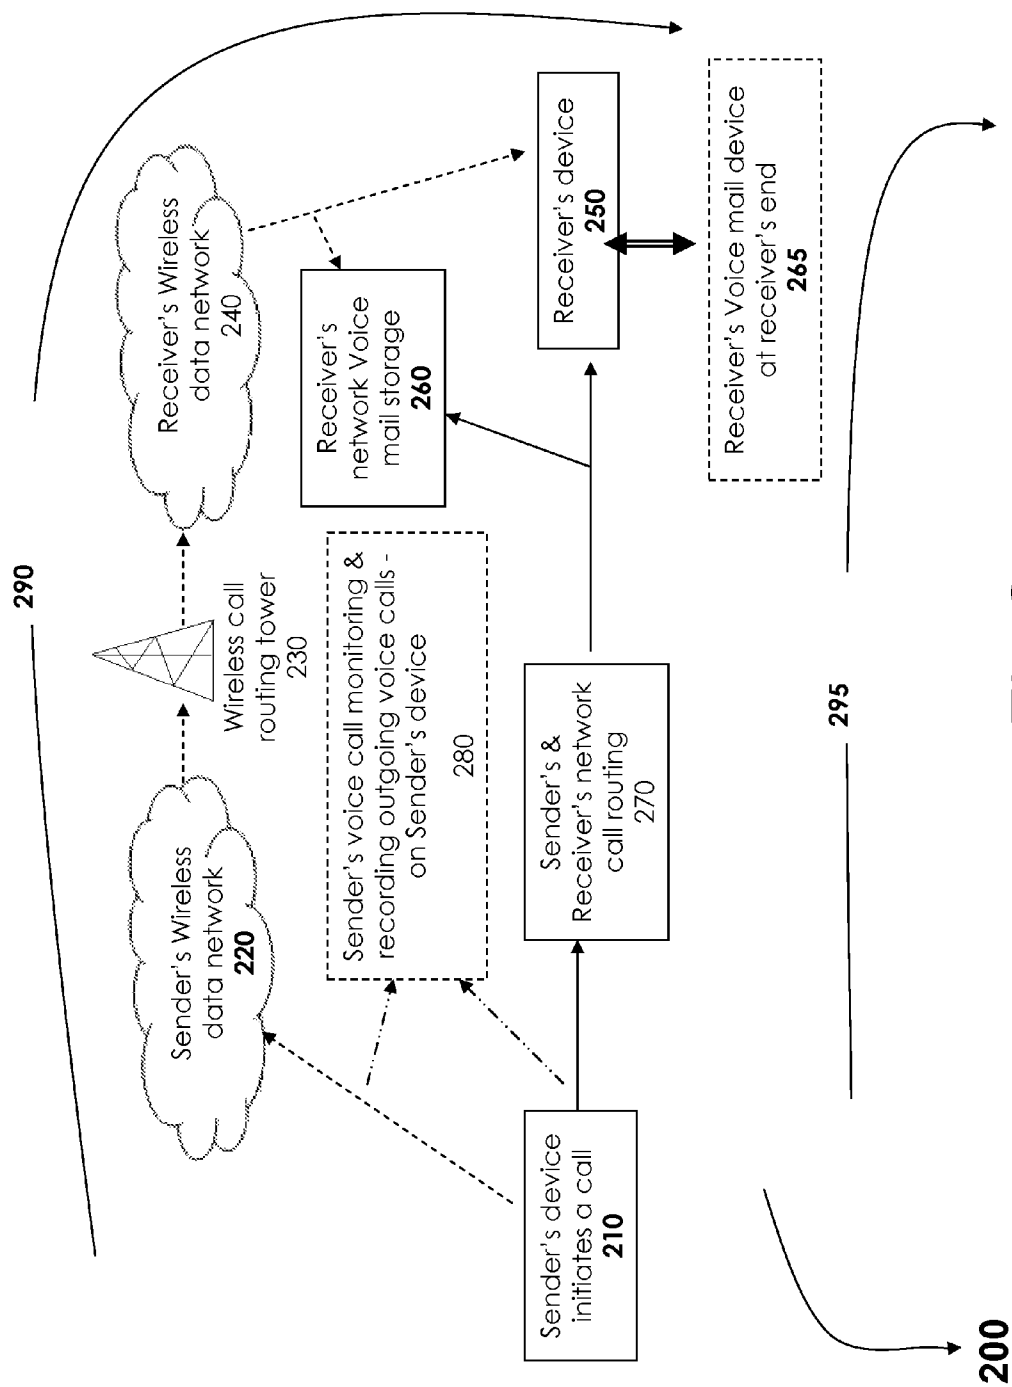 290
Sender's Wireless
data network
220
Wireless call
routing tower
230
Receiver's Wireless
data network
240
Sender's voice call monitoring &
recording outgoing voice calls -
on Sender's device
280
Receiver's
network Voice
mail storage
260
Sender's device
initiates a call
210
Sender's &
Receiver's network
call routing
270
Receiver's device
250
Receiver's Voice mail device
at receiver's end
265
295
200